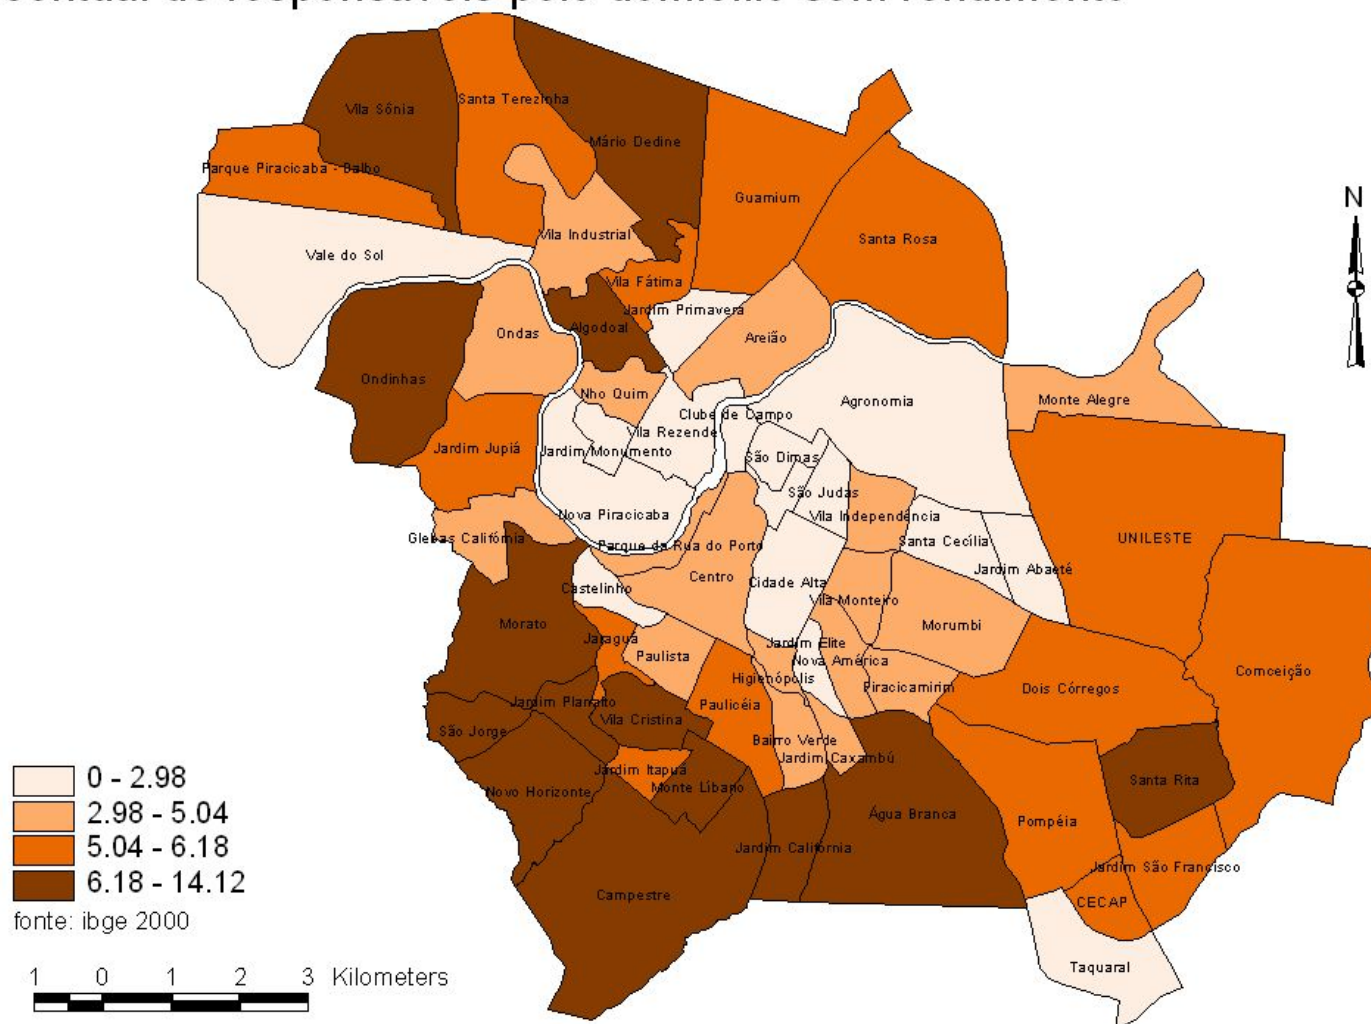 Vila Sônia
Santa Terezinha
Mário Dedine
Parque Piracicaba - Balbo
Guamium
N
Vila Industrial
Santa Rosa
Vale do Sol
Vila Fátima
Jardim Primavera
Algodoal
Ondas
Areião
Ondinhas
Nho Quim
Monte Alegre
Agronomia
Clube de Campo
Vila Rezende
Jardim Jupiá
Jardim Monumento
São Dimas
São Judas
Nova Piracicaba
Vila Independência
Glebas Califórnia
Santa Cecília
UNILESTE
Parque da Rua do Porto
Jardim Abaeté
Centro
Cidade Alta
Castelinho
Vila Monteiro
Morato
Morumbi
Jaraguá
Jardim Elite
Paulista
Nova América
Comceição
Higienópolis
Piracicamirim
Dois Córregos
Jardim Planalto
Paulicéia
Vila Cristina
São Jorge
Bairro Verde
Jardim Caxambú
Jardim Itapuá
Santa Rita
Monte Líbano
Novo Horizonte
Água Branca
Pompéia
Jardim Califórnia
Jardim São Francisco
Campestre
CECAP
Taquaral
0 - 2.98
2.98 - 5.04
5.04 - 6.18
6.18 - 14.12
fonte: ibge 2000
1 0 1 2 3 Kilometers